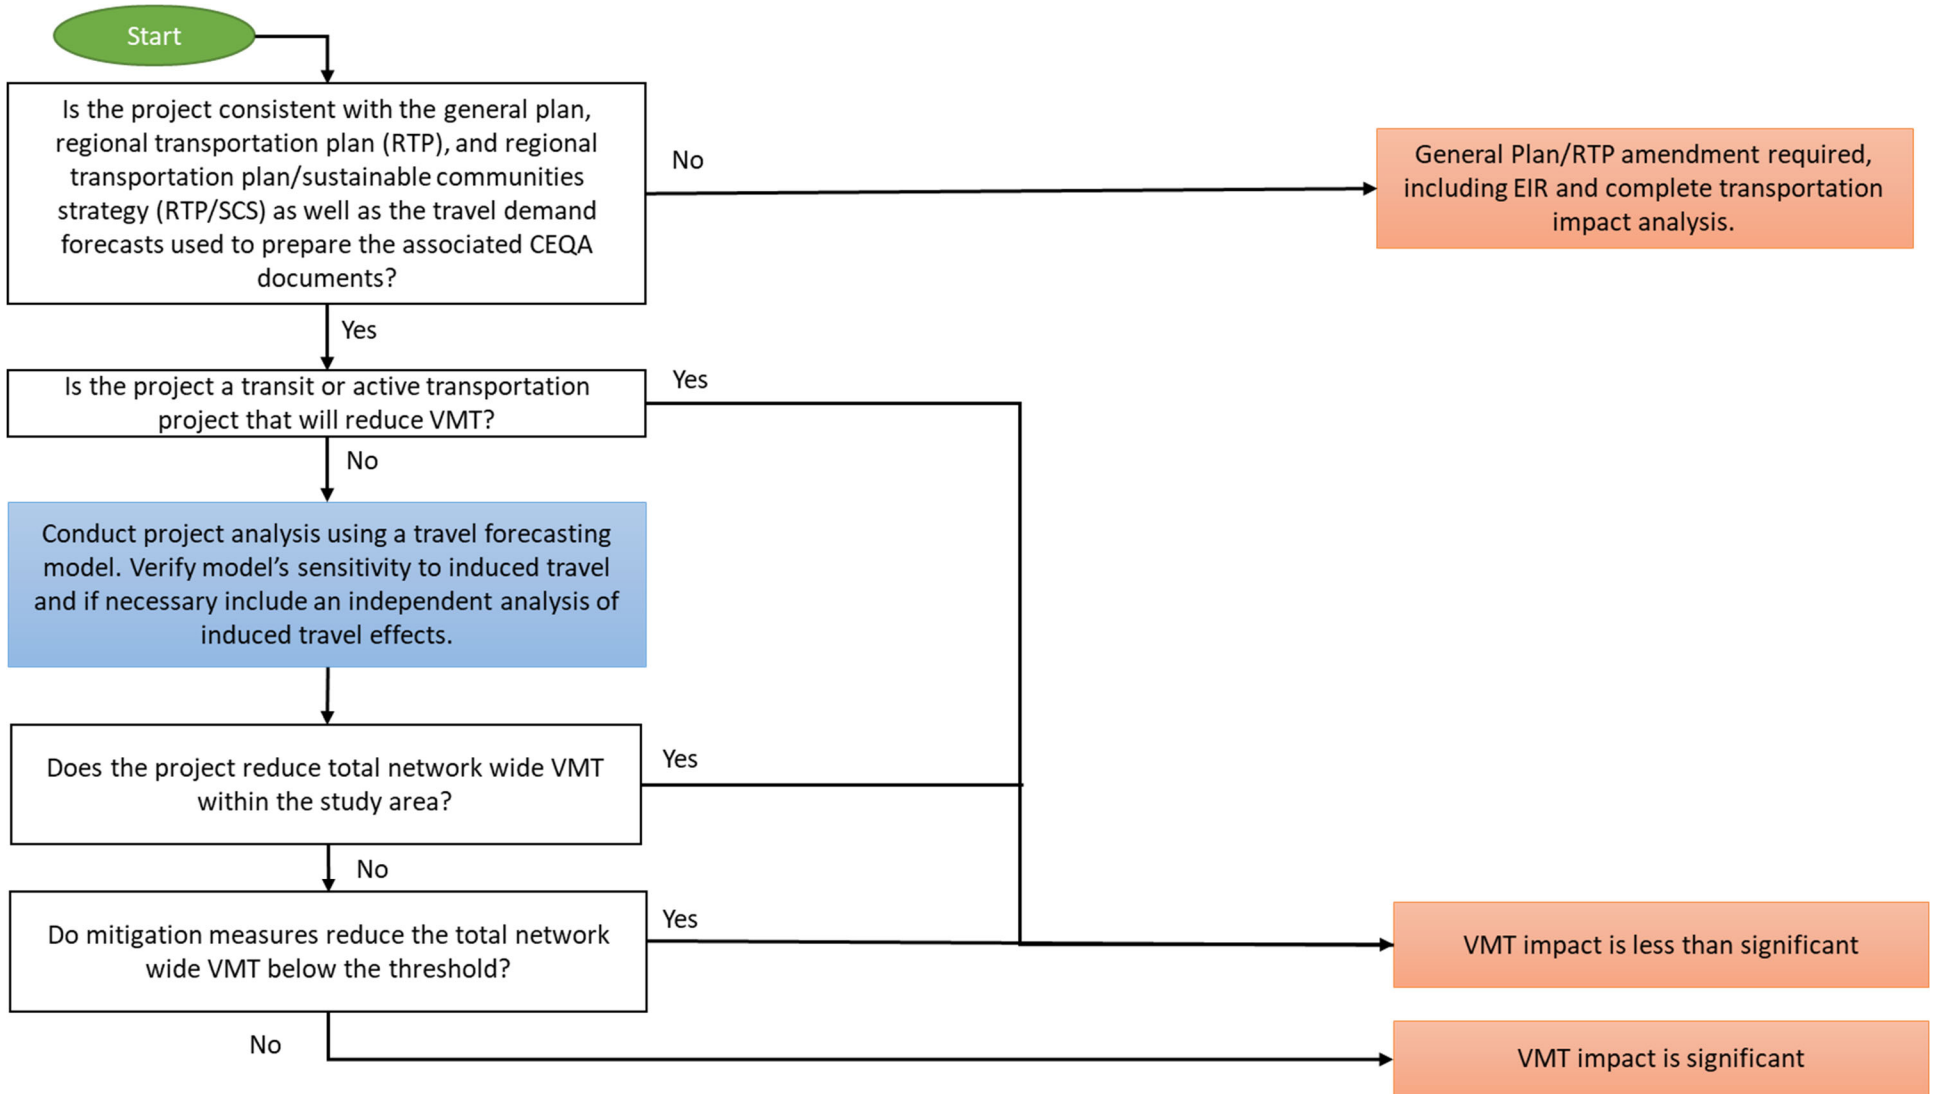 Start
Is the project consistent with the general plan,
regional transportation plan (RTP), and regional
transportation plan/sustainable communities
strategy (RTP/SCS) as well as the travel demand
forecasts used to prepare the associated CEQA
documents?
No
General Plan/RTP amendment required,
including EIR and complete transportation
impact analysis.
Yes
Is the project a transit or active transportation
project that will reduce VMT?
Yes
No
Conduct project analysis using a travel forecasting
model. Verify model’s sensitivity to induced travel
and if necessary include an independent analysis of
induced travel effects.
Does the project reduce total network wide VMT
within the study area?
Yes
No
Do mitigation measures reduce the total network
wide VMT below the threshold?
Yes
VMT impact is less than significant
No
VMT impact is significant